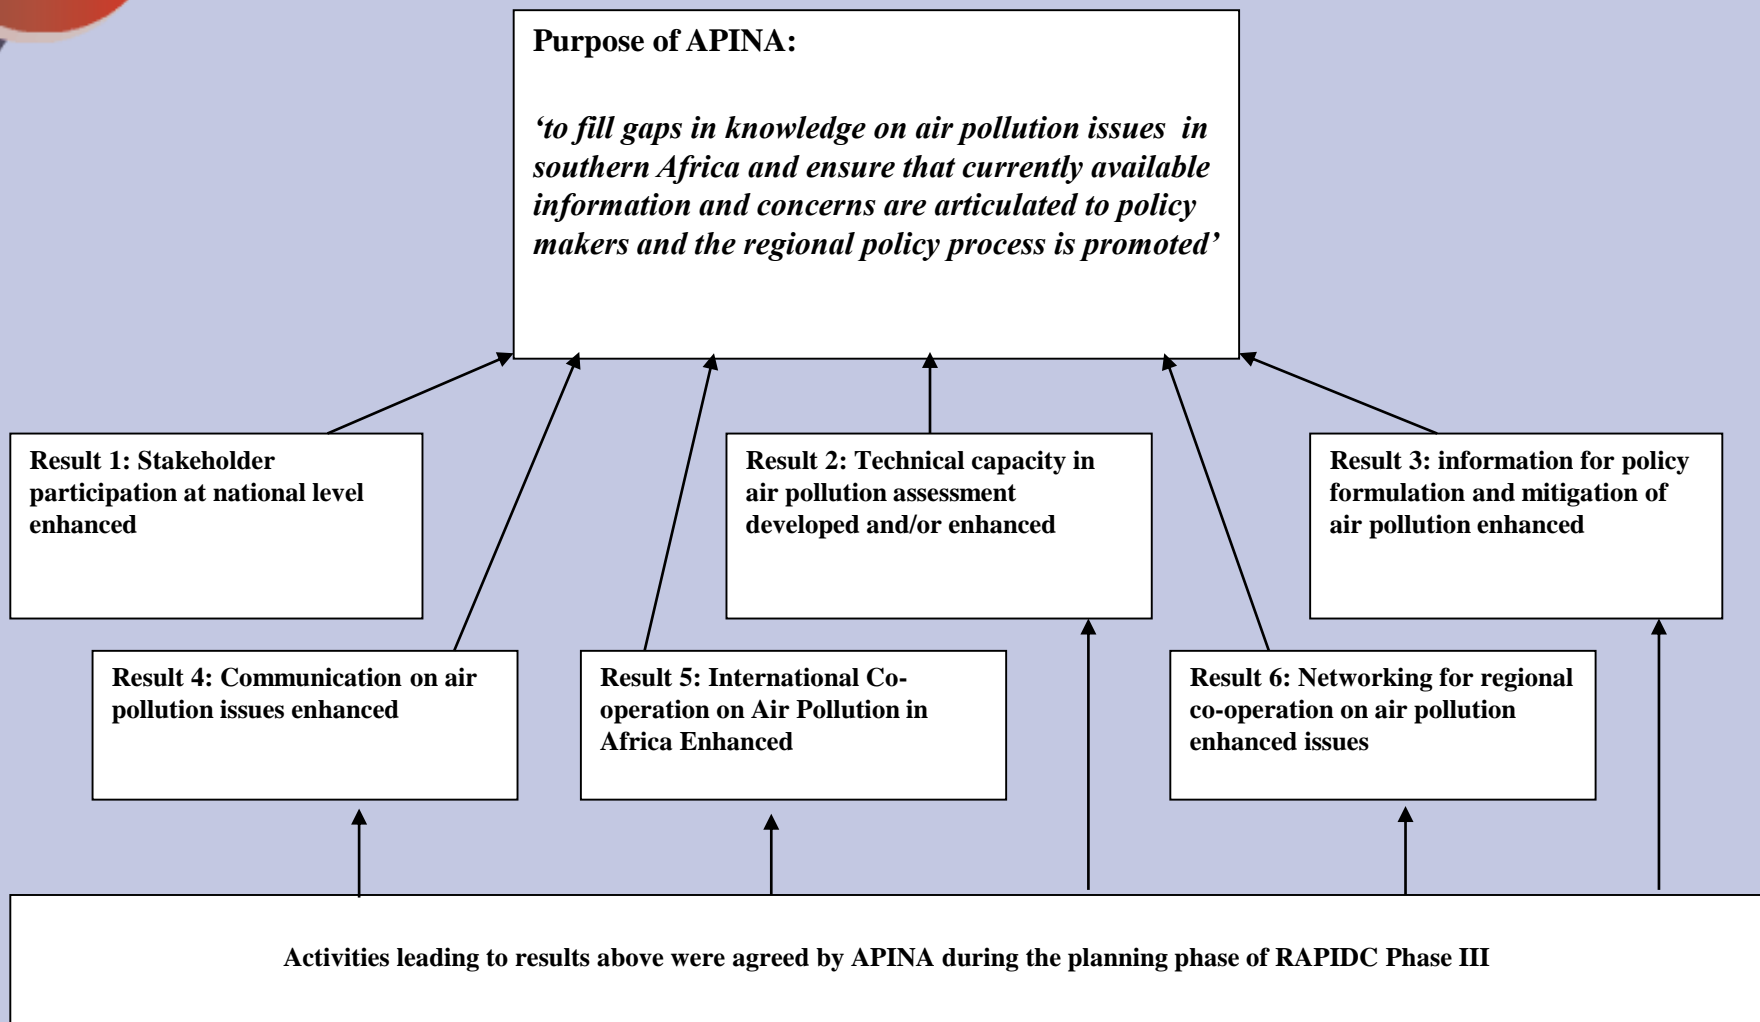 Purpose of APINA:
‘to fill gaps in knowledge on air pollution issues in
southern Africa and ensure that currently available
information and concerns are articulated to policy
makers and the regional policy process is promoted’
Result 1: Stakeholder
participation at national level
enhanced
Result 2: Technical capacity in
air pollution assessment
developed and/or enhanced
Result 3: information for policy
formulation and mitigation of
air pollution enhanced
Result 4: Communication on air
pollution issues enhanced
Result 5: International Co-
operation on Air Pollution in
Africa Enhanced
Result 6: Networking for regional
co-operation on air pollution
enhanced issues
Activities leading to results above were agreed by APINA during the planning phase of RAPIDC Phase III